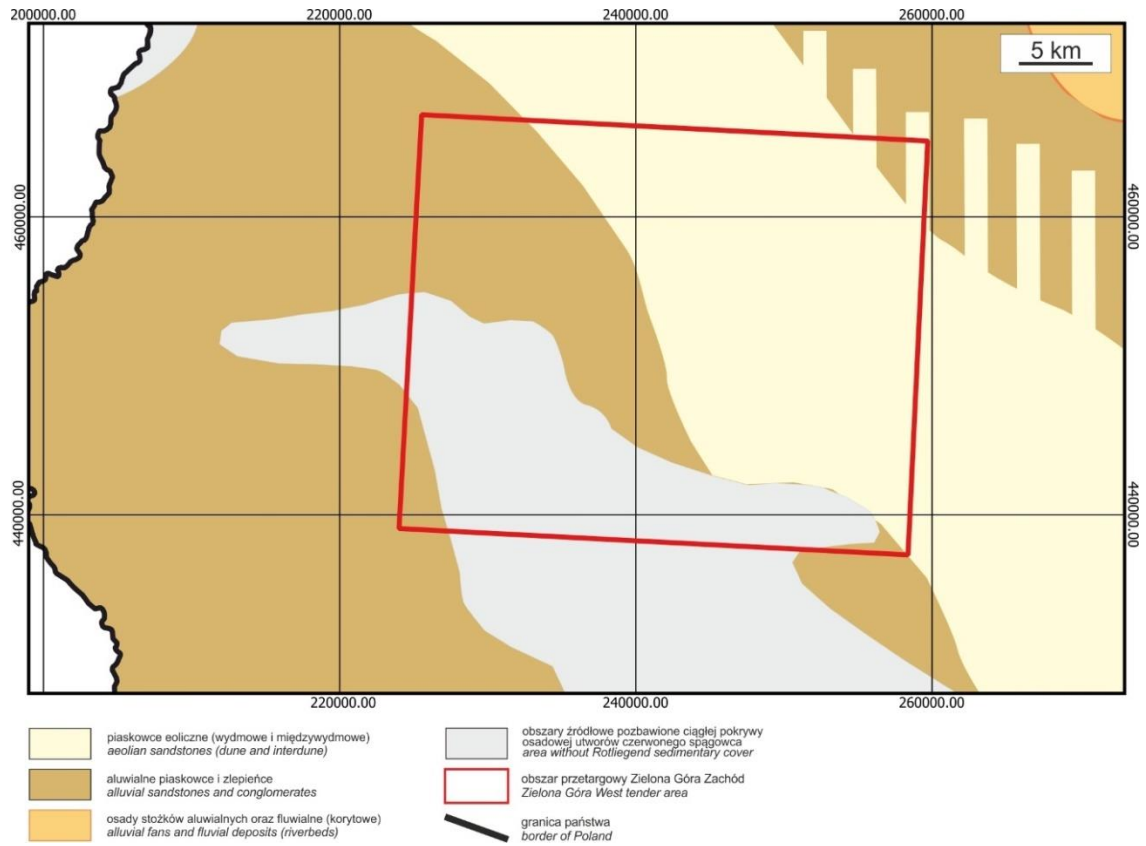 200000.00
220000.00
240000.00
260000.00
5 km
460000.00
460000.00
440000.00
440000.00
220000.00
240000.00
260000.00
piaskowce eoliczne (wydmowe i międzywydmowe)
aeolian sandstones (dune and interdune)
aluwialne piaskowce i zlepieńce
alluvial sandstones and conglomerates
osady stożków aluwialnych oraz fluwialne (korytowe)
alluvial fans and fluvial deposits (riverbeds)
obszary źródłowe pozbawione ciągłej pokrywy
osadowej utworów czerwonego spągowca
area without Rotliegend sedimentary cover
obszar przetargowy Zielona Góra Zachód
Zielona Góra West tender area
granica państwa
border of Poland